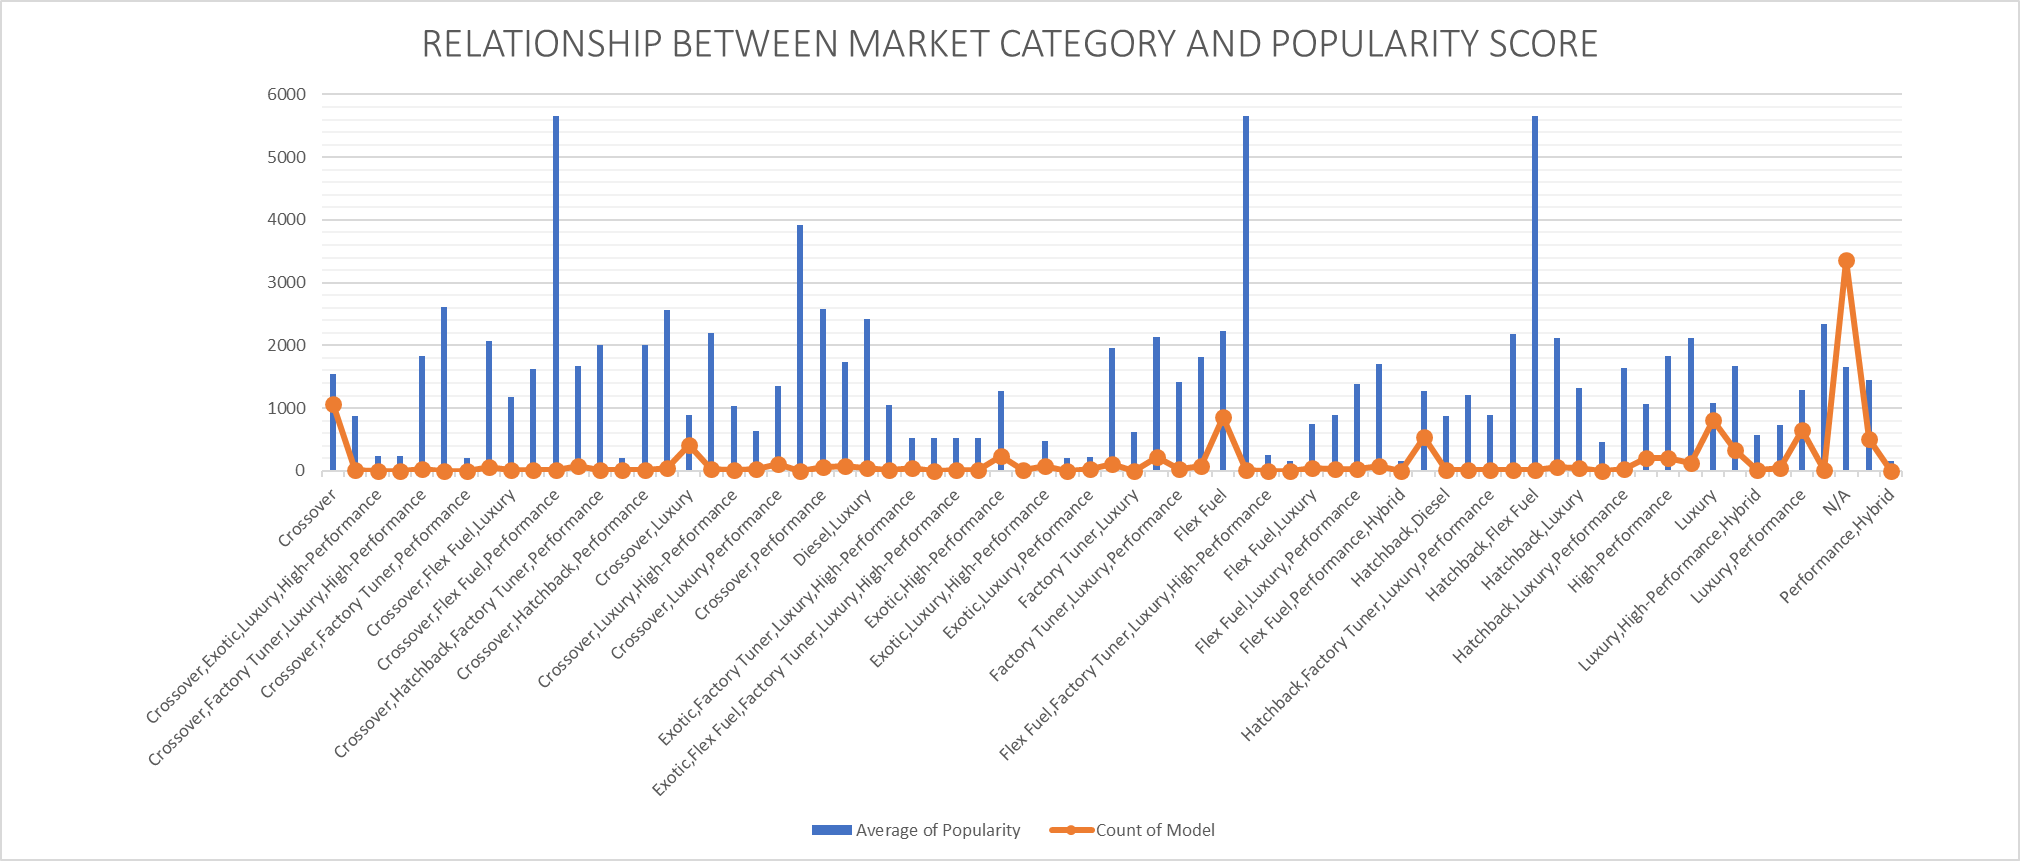 RELATIONSHIP BETWEEN MARKET CATEGORY AND POPULARITY SCORE
6000
5000
4000
3000
2000
1000
0
Crossover
Crossover,Exotic,Luxury,High-Performance
Crossover,Factory Tuner,Luxury,High-Performance
Crossover,Factory Tuner,Performance
Crossover,Flex Fuel,Luxury
Crossover,Flex Fuel,Performance
Crossover,Hatchback,Factory Tuner,Performance
Crossover,Hatchback,Performance
Crossover,Luxury
Crossover,Luxury,High-Performance
Crossover,Luxury,Performance
Crossover,Performance
Diesel,Luxury
Exotic,Factory Tuner,Luxury,High-Performance
Exotic,Flex Fuel,Factory Tuner,Luxury,High-Performance
Exotic,High-Performance
Exotic,Luxury,High-Performance
Exotic,Luxury,Performance
Factory Tuner,Luxury
Factory Tuner,Luxury,Performance
Flex Fuel
Flex Fuel,Factory Tuner,Luxury,High-Performance
Flex Fuel,Luxury
Flex Fuel,Luxury,Performance
Flex Fuel,Performance,Hybrid
Hatchback,Diesel
Hatchback,Factory Tuner,Luxury,Performance
Hatchback,Flex Fuel
Hatchback,Luxury
Hatchback,Luxury,Performance
High-Performance
Luxury
Luxury,High-Performance,Hybrid
Luxury,Performance
N/A
Performance,Hybrid
Average of Popularity
Count of Model